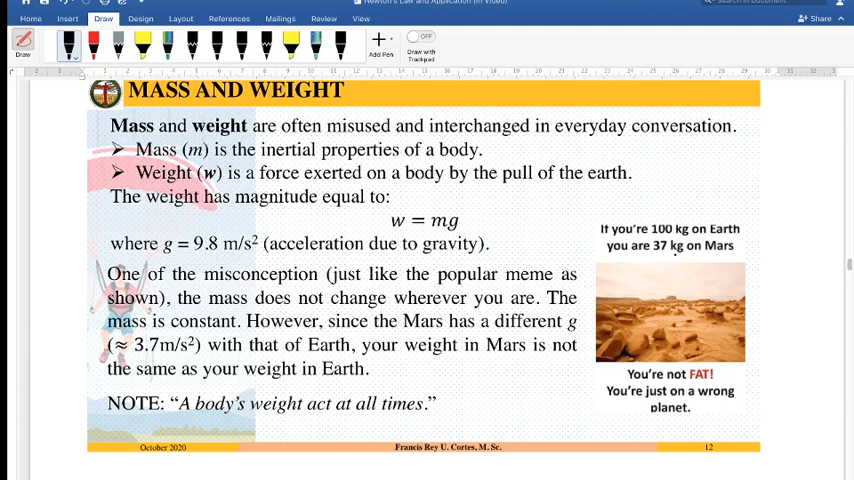 Newton's Law and Application (in Video)
Home Insert Draw Design Layout References Mailings Review View Share
OFF
Draw
Add Pen
Draw with
Trackpad
MASS AND WEIGHT
Mass and weight are often misused and interchanged in everyday conversation.
➢ Mass (m) is the inertial properties of a body.
➢ Weight (w) is a force exerted on a body by the pull of the earth.
The weight has magnitude equal to:
w = mg
where g = 9.8 m/s² (acceleration due to gravity).
One of the misconception (just like the popular meme as
shown), the mass does not change wherever you are. The
mass is constant. However, since the Mars has a different g
(≈ 3.7m/s²) with that of Earth, your weight in Mars is not
the same as your weight in Earth.
NOTE: “A body's weight act at all times.”
If you're 100 kg on Earth
you are 37 kg on Mars
You're not FAT!
You're just on a wrong
planet.
October 2020 Francis Rey U. Cortes, M. Sc. 12